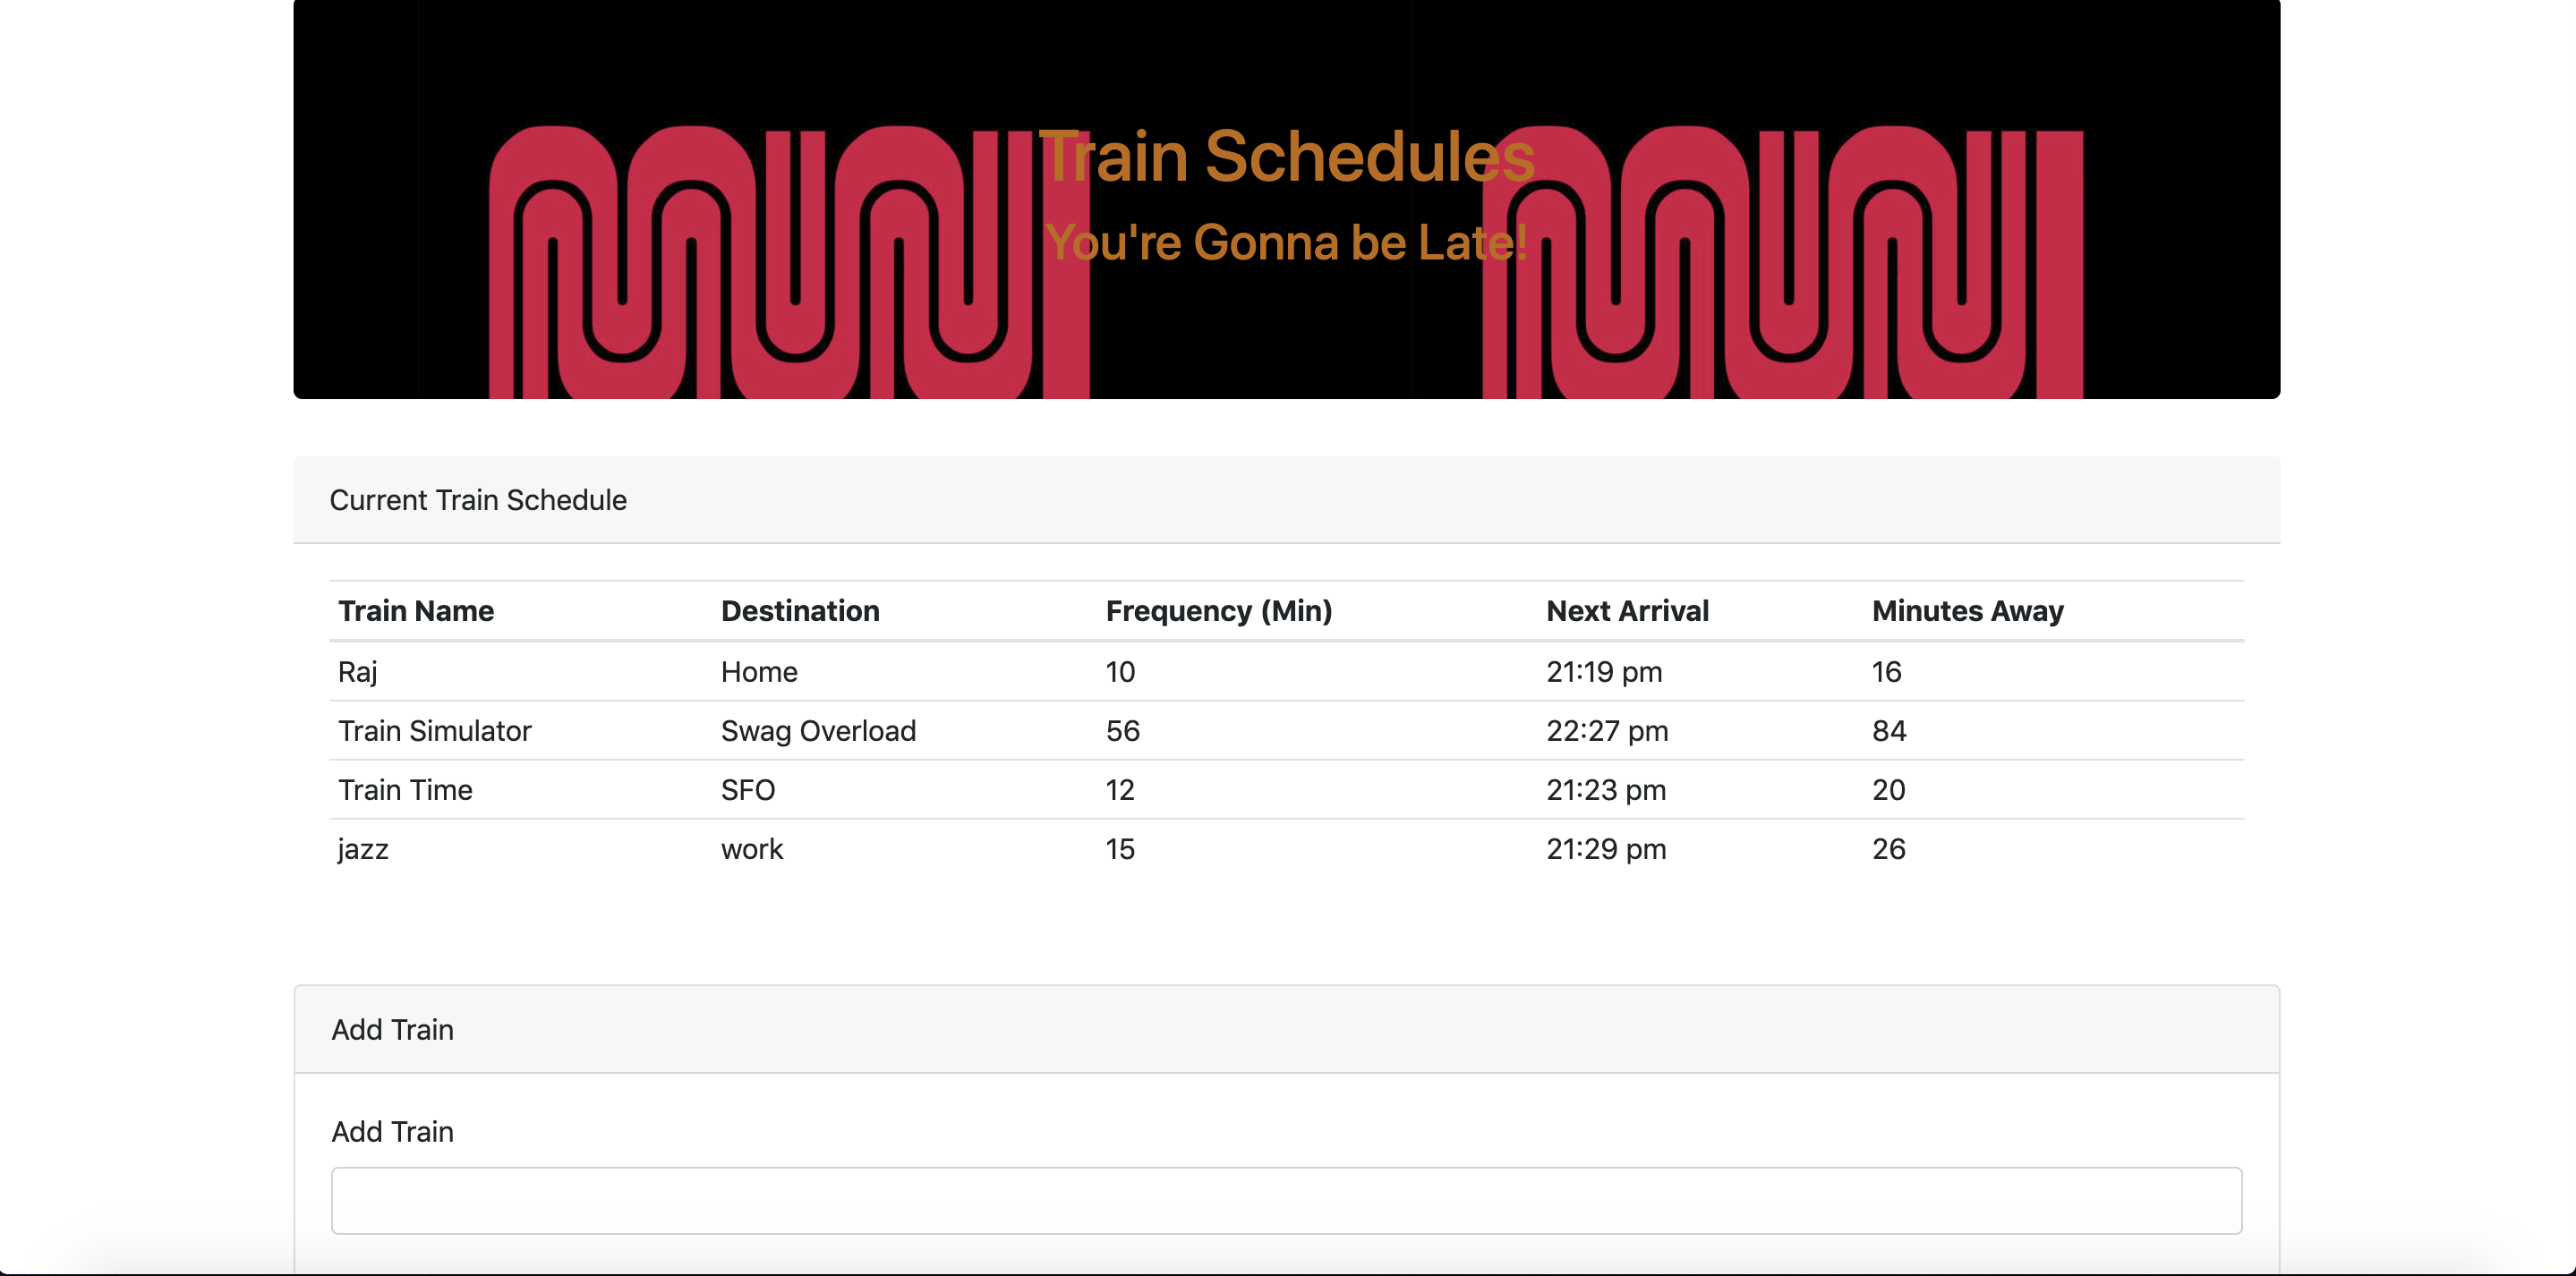 MUNI MUNI
Train Schedules
You're Gonna be Late!
Current Train Schedule
Train Name Destination Frequency (Min) Next Arrival Minutes Away
Raj Home 10 21:19 pm 16
Train Simulator Swag Overload 56 22:27 pm 84
Train Time SFO 12 21:23 pm 20
jazz work 15 21:29 pm 26
Add Train
Add Train